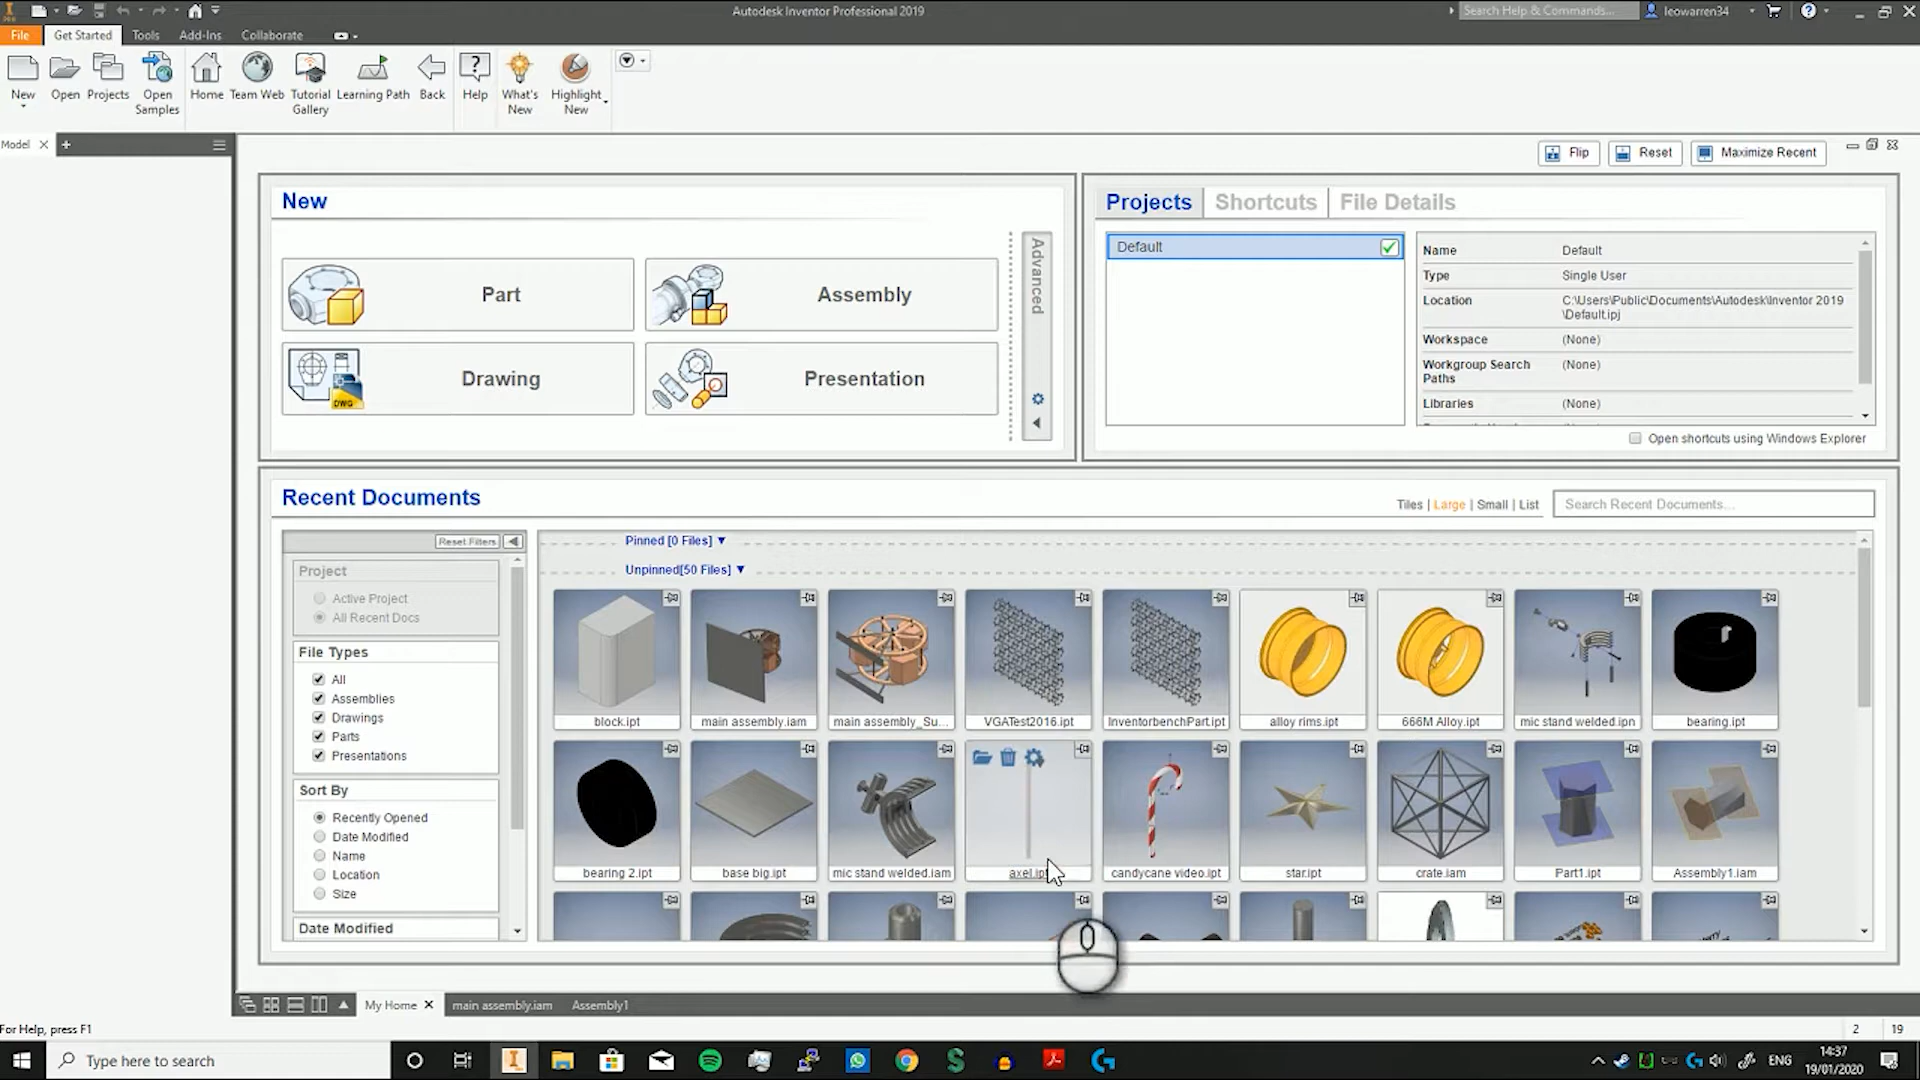 Autodesk Inventor Professional 2019
Search Help & Commands...
leowarren34
File
Get Started
Tools
Add-Ins
Collaborate
New
Open
Projects
Open Samples
Home
Team Web
Tutorial Gallery
Learning Path
Back
Help
What's New
Highlight New
Model
Flip
Reset
Maximize Recent
New
Part
Assembly
Drawing
DWG
Presentation
Advanced
Projects
Shortcuts
File Details
Default
Name Default
Type Single User
Location C:\Users\Public\Documents\Autodesk\Inventor 2019
\Default.ipj
Workspace (None)
Workgroup Search (None)
Paths
Libraries (None)
Open shortcuts using Windows Explorer
Recent Documents
Tiles | Large | Small | List
Search Recent Documents...
Reset Filters
Pinned [0 Files]
Unpinned[50 Files]
Project
Active Project
All Recent Docs
File Types
All
Assemblies
Drawings
Parts
Presentations
Sort By
Recently Opened
Date Modified
Name
Location
Size
Date Modified
block.ipt
main assembly.iam
main assembly_Su...
VGATest2016.ipt
InventorbenchPart.ipt
alloy rims.ipt
666M Alloy.ipt
mic stand welded.ipn
bearing.ipt
bearing 2.ipt
base big.ipt
mic stand welded.iam
axel.ipt
candycane video.ipt
star.ipt
crate.iam
Part1.ipt
Assembly1.iam
My Home
main assembly.iam
Assembly1
For Help, press F1
2
19
Type here to search
ENG
14:37
19/01/2020